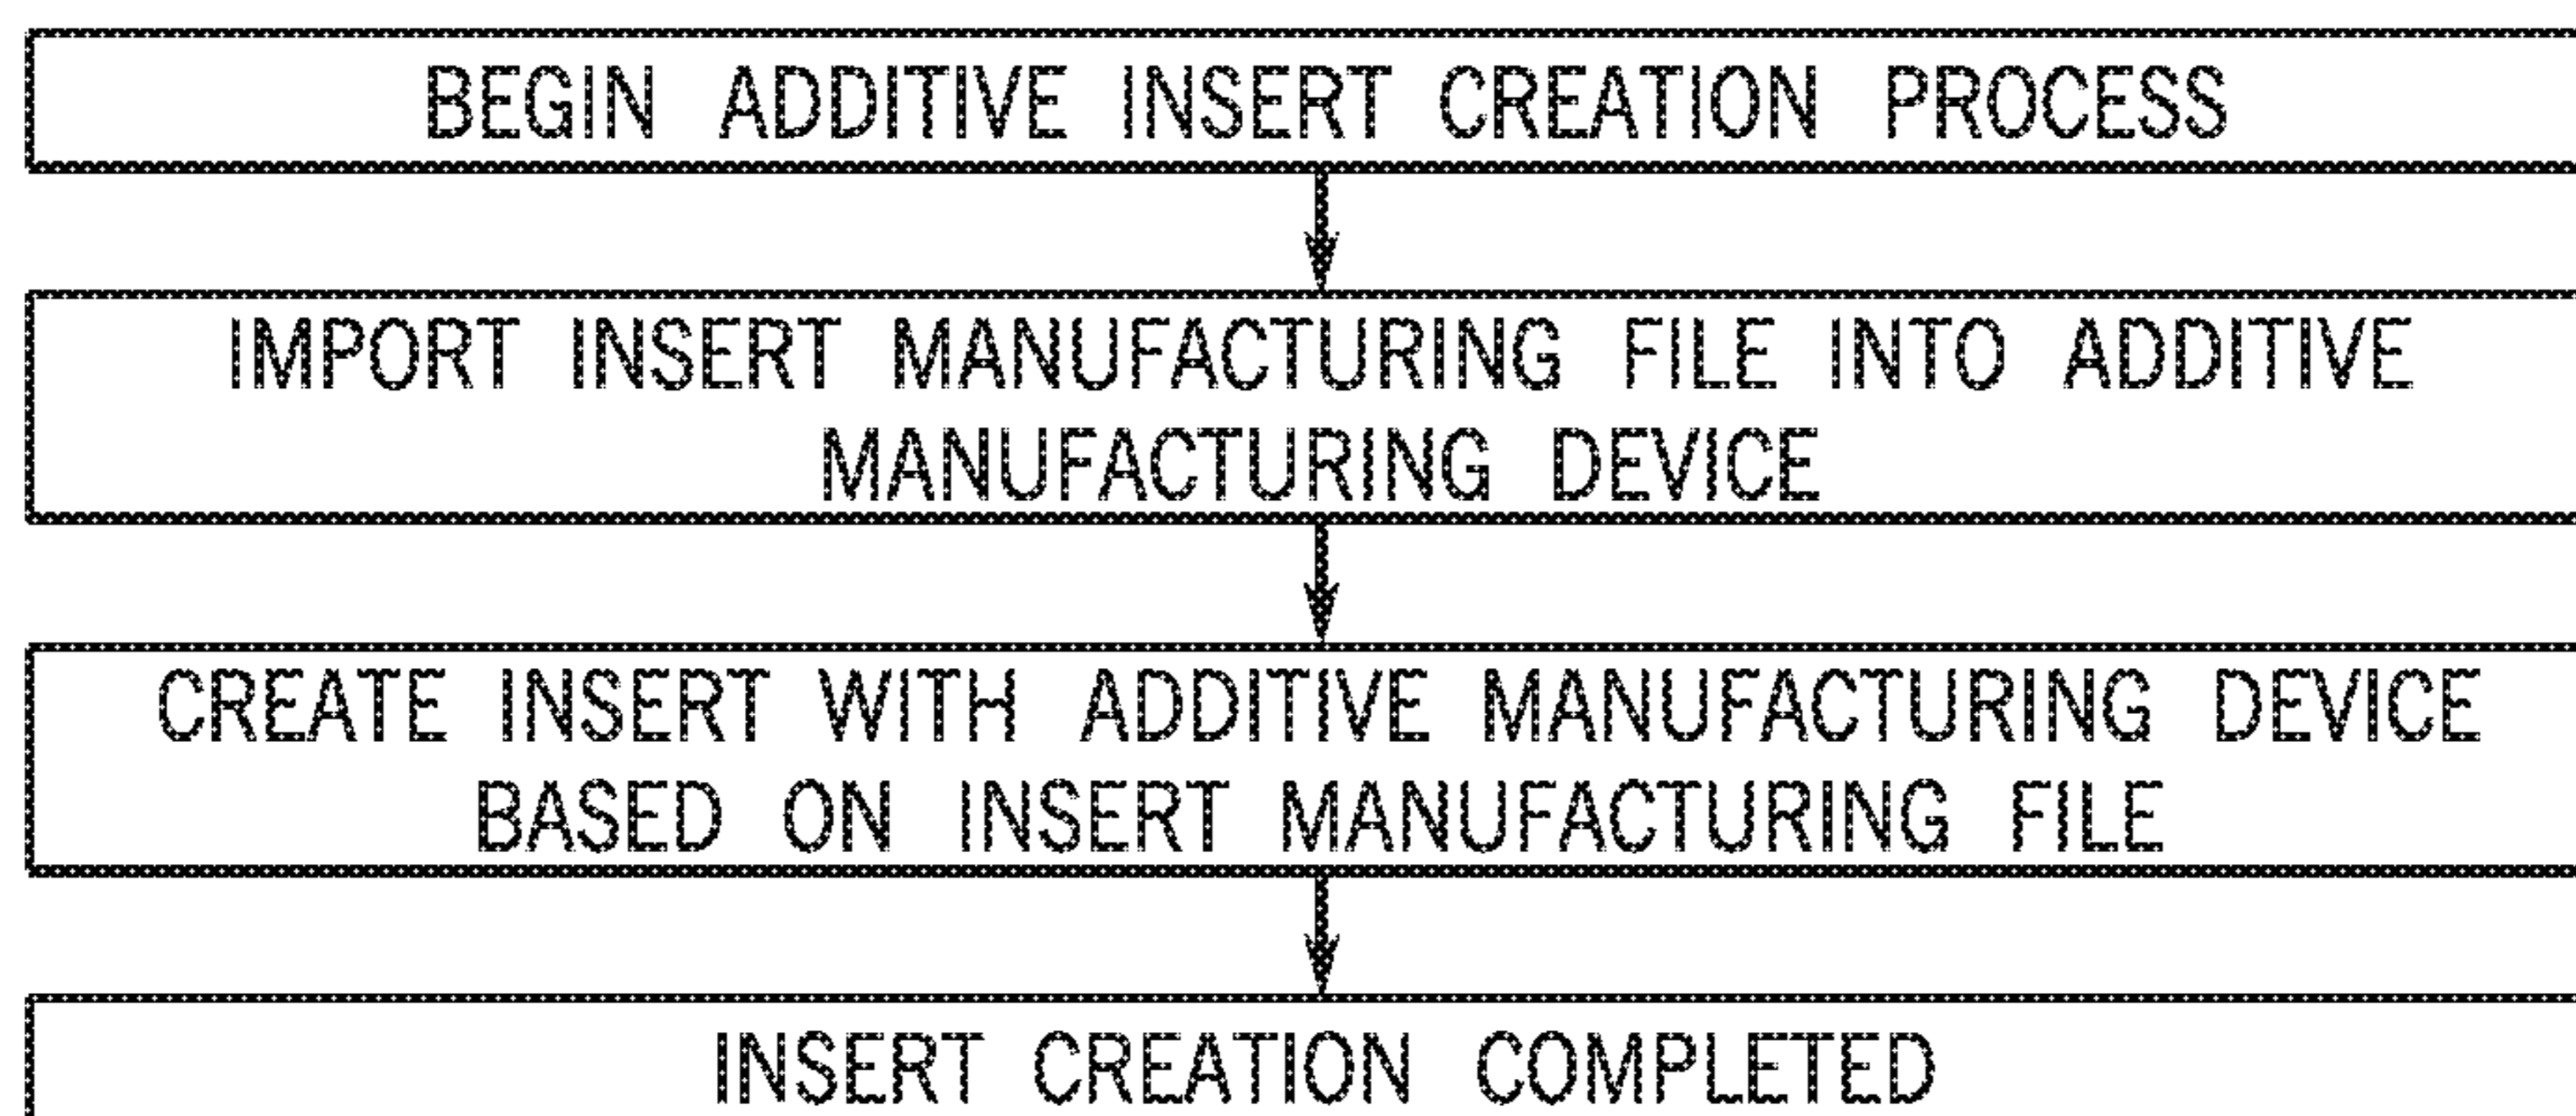 BEGIN ADDITIVE INSERT CREATION PROCESS
IMPORT INSERT MANUFACTURING FILE INTO ADDITIVE
MANUFACTURING DEVICE
CREATE INSERT WITH ADDITIVE MANUFACTURING DEVICE
BASED ON INSERT MANUFACTURING FILE
INSERT CREATION COMPLETED